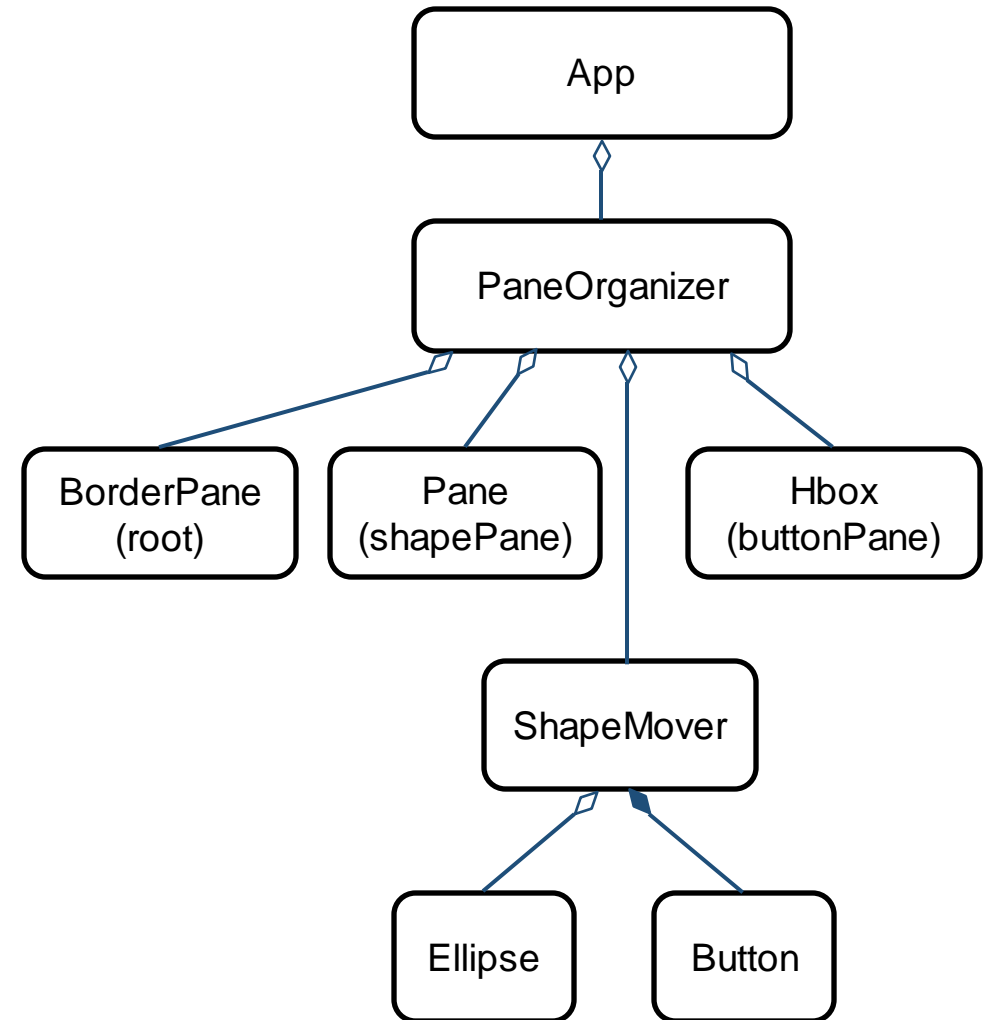 App
PaneOrganizer
BorderPane
(root)
Pane
(shapePane)
Hbox
(buttonPane)
ShapeMover
Ellipse
Button